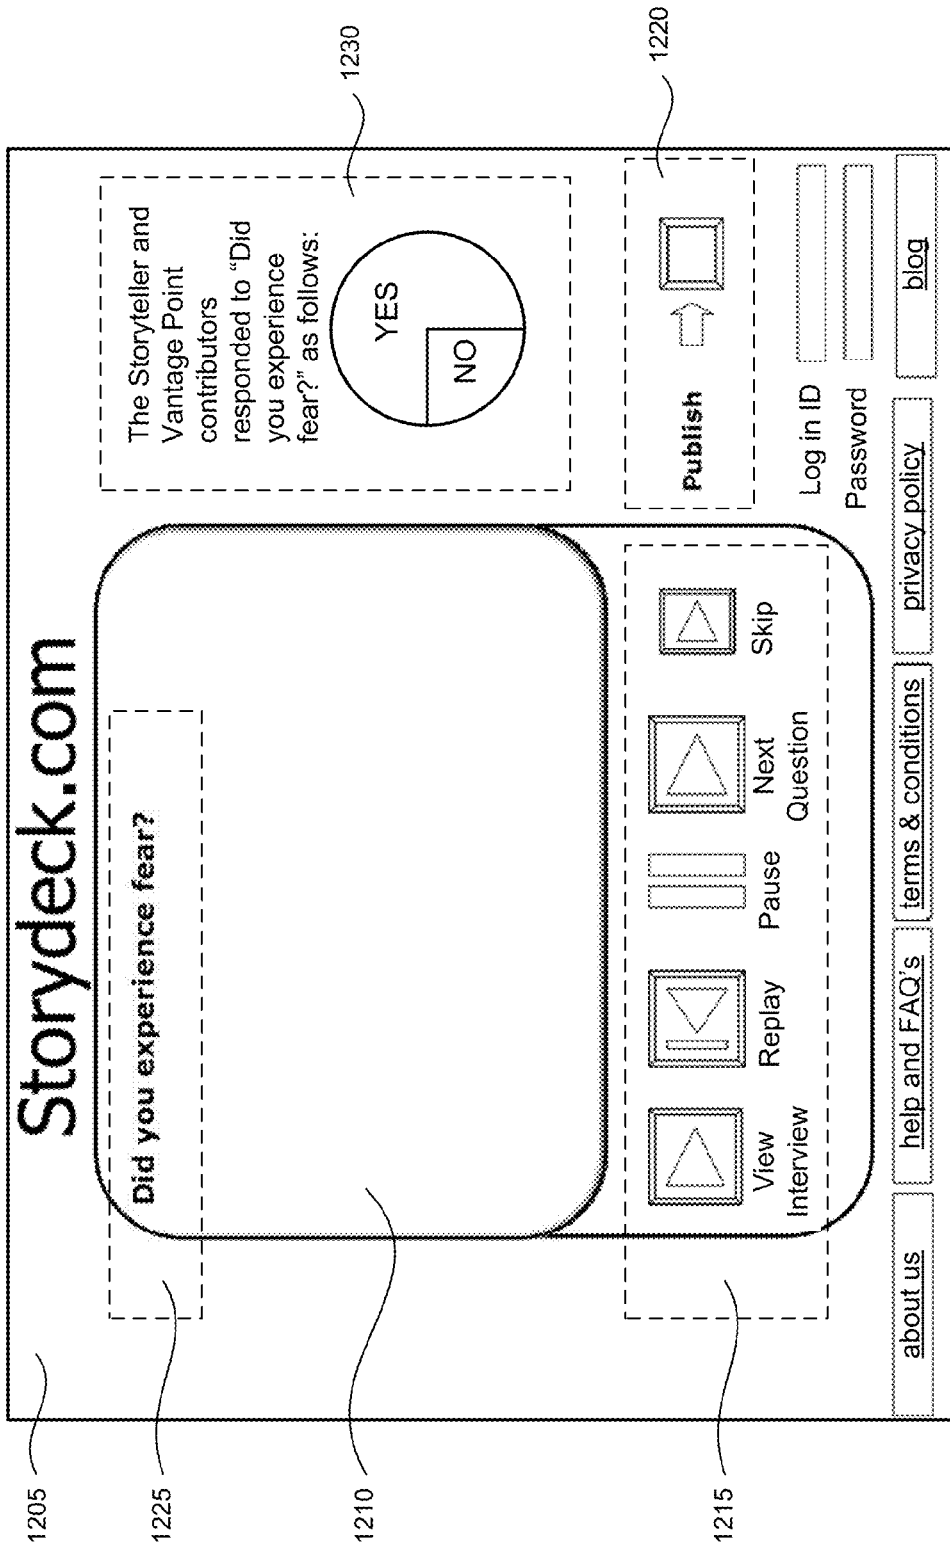 Storydeck.com
Did you experience fear?
The Storyteller and
Vantage Point
contributors
responded to "Did
you experience
fear?" as follows:
YES
NO
View
Interview
Replay
Pause
Next
Question
Skip
Publish
Log in ID
Password
about us
help and FAQ's
terms & conditions
privacy policy
blog
1205
1225
1210
1215
1230
1220